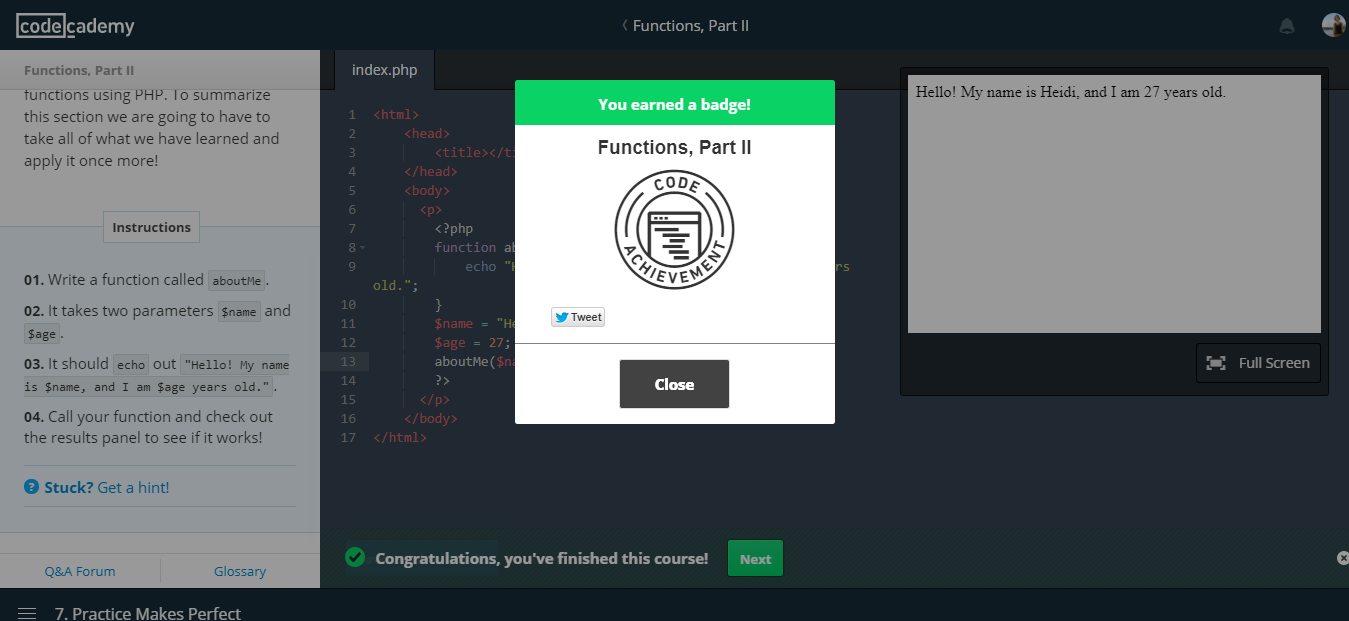 codecademy
Functions, Part II
Functions, Part II
functions using PHP. To summarize
this section we are going to have to
take all of what we have learned and
apply it once more!
Instructions
01. Write a function called aboutMe.
02. It takes two parameters $name and
$age.
03. It should echo out "Hello! My name
is $name, and I am $age years old.".
04. Call your function and check out
the results panel to see if it works!
? Stuck? Get a hint!
Q&A Forum
Glossary
7. Practice Makes Perfect
index.php
1 <html>
2 <head>
3 <title></ti
4 </head>
5 <body>
6 <p>
7 <?php
8 function ab
9 echo "H rs
old.";
10 }
11 $name = "He
12 $age = 27;
13 aboutMe($na
14 ?>
15 </p>
16 </body>
17 </html>
You earned a badge!
Functions, Part II
CODE
ACHIEVEMENT
Tweet
Close
Hello! My name is Heidi, and I am 27 years old.
Full Screen
Congratulations, you've finished this course!
Next